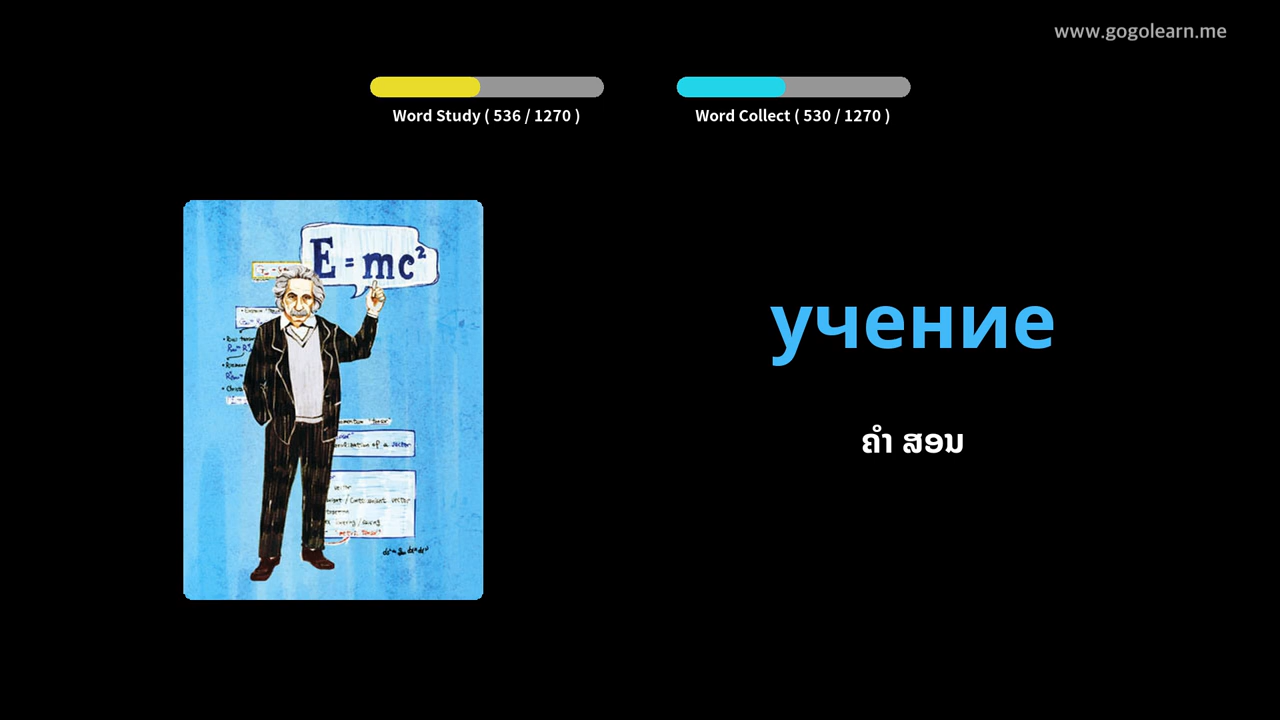 www.gogolearn.me
Word Study ( 536 / 1270 )
Word Collect ( 530 / 1270 )
E = mc²
учение
ຄຳ ສອນ